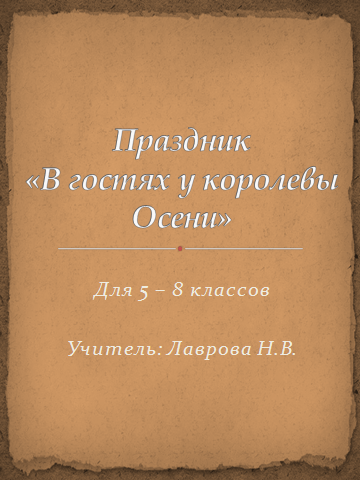 Праздник
«В гостях у королевы
Осени»
Для 5 – 8 классов
Учитель: Лаврова Н.В.